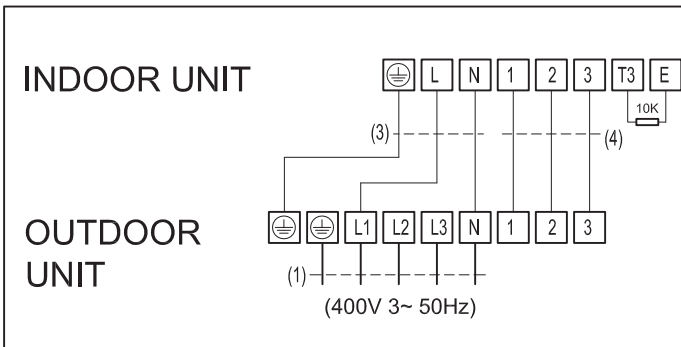 INDOOR UNIT
L N 1 2 3 T3 E
10K
(3)
(4)
OUTDOOR
UNIT
L1 L2 L3 N 1 2 3
(1)
(400V 3~ 50Hz)